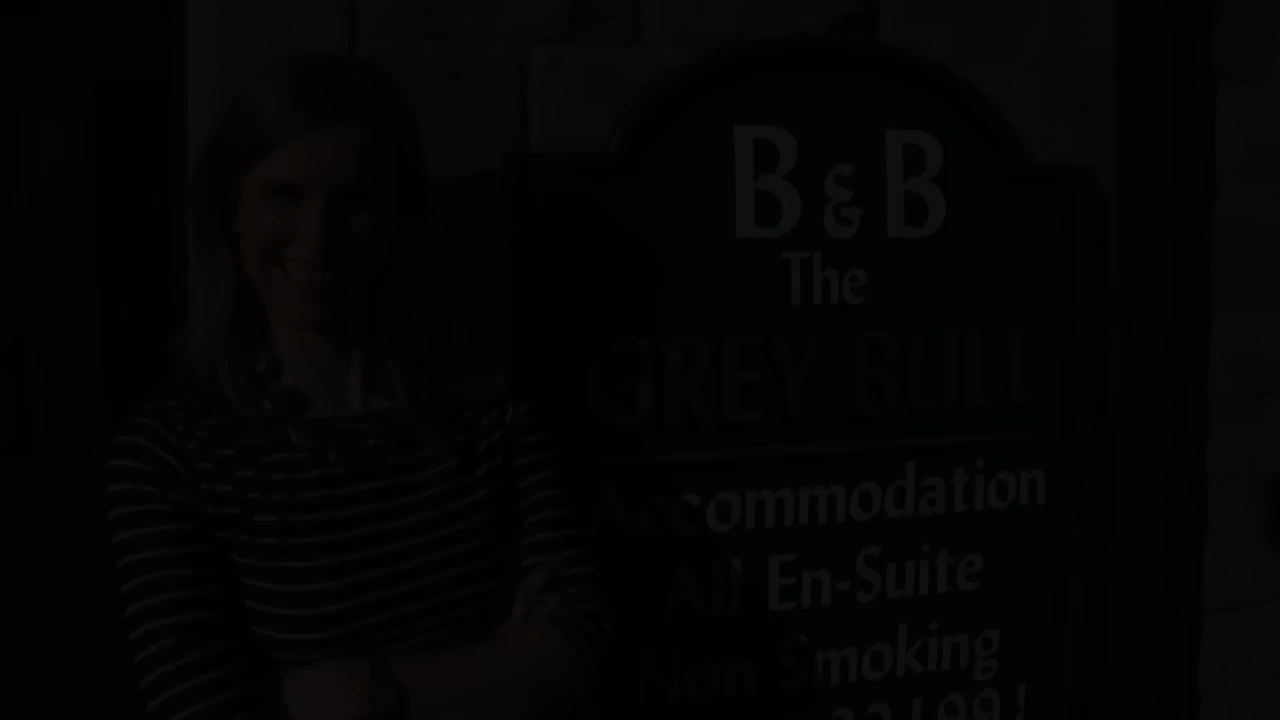 B & B
The
GREY BULL
Accommodation
All En-Suite
Non Smoking